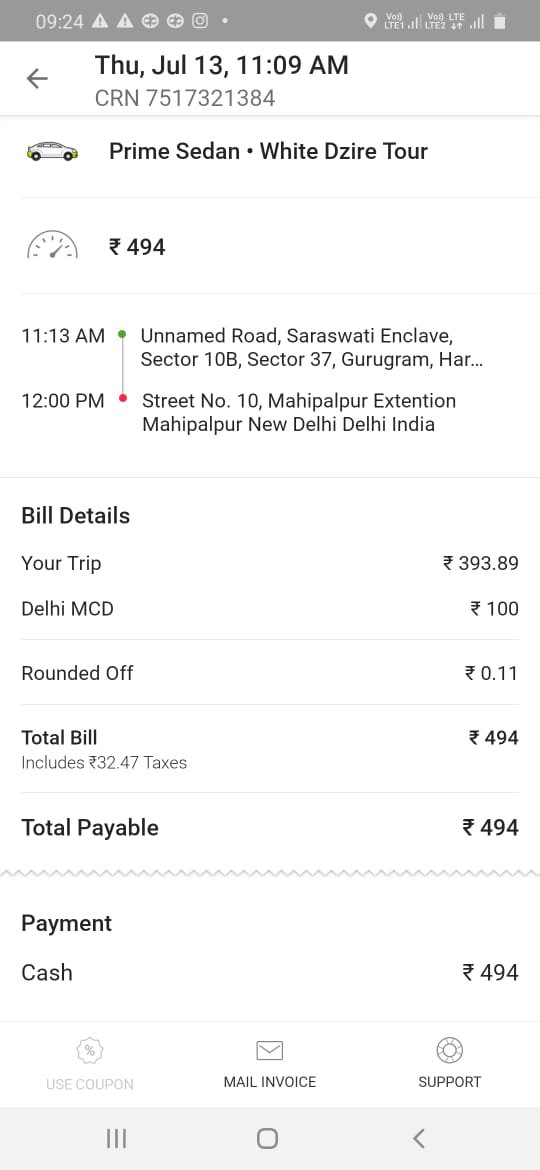 09:24
Vo) LTE1 Vo) LTE LTE2
Thu, Jul 13, 11:09 AM
CRN 7517321384
Prime Sedan • White Dzire Tour
₹ 494
11:13 AM Unnamed Road, Saraswati Enclave,
Sector 10B, Sector 37, Gurugram, Har...
12:00 PM Street No. 10, Mahipalpur Extention
Mahipalpur New Delhi Delhi India
Bill Details
Your Trip ₹ 393.89
Delhi MCD ₹ 100
Rounded Off ₹ 0.11
Total Bill ₹ 494
Includes ₹32.47 Taxes
Total Payable ₹ 494
Payment
Cash ₹ 494
%
USE COUPON MAIL INVOICE SUPPORT